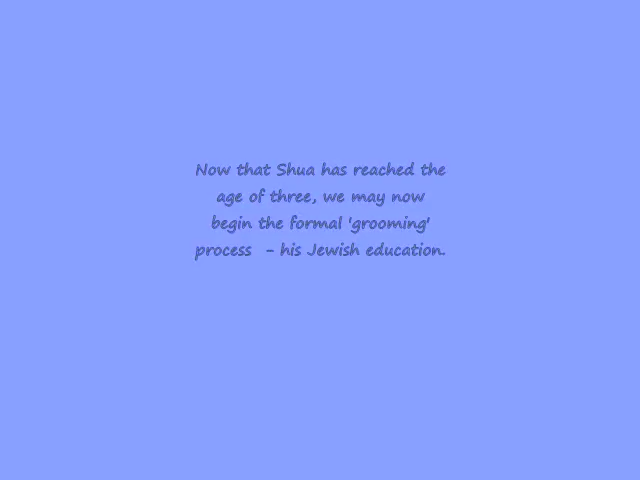 Now that Shua has reached the
age of three, we may now
begin the formal 'grooming'
process  - his Jewish education.